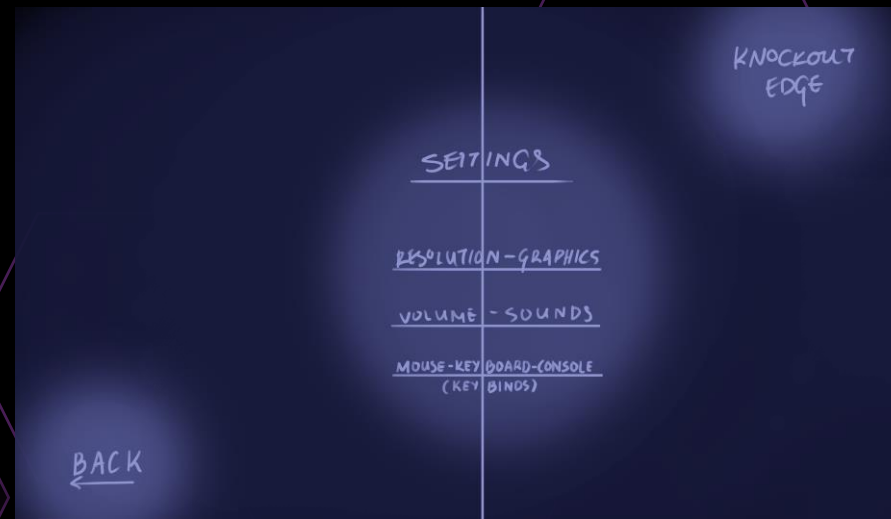 KNOCKOUT
EDGE
SETTINGS
RESOLUTION-GRAPHICS
VOLUME - SOUNDS
MOUSE-KEYBOARD-CONSOLE
(KEY BINDS)
BACK